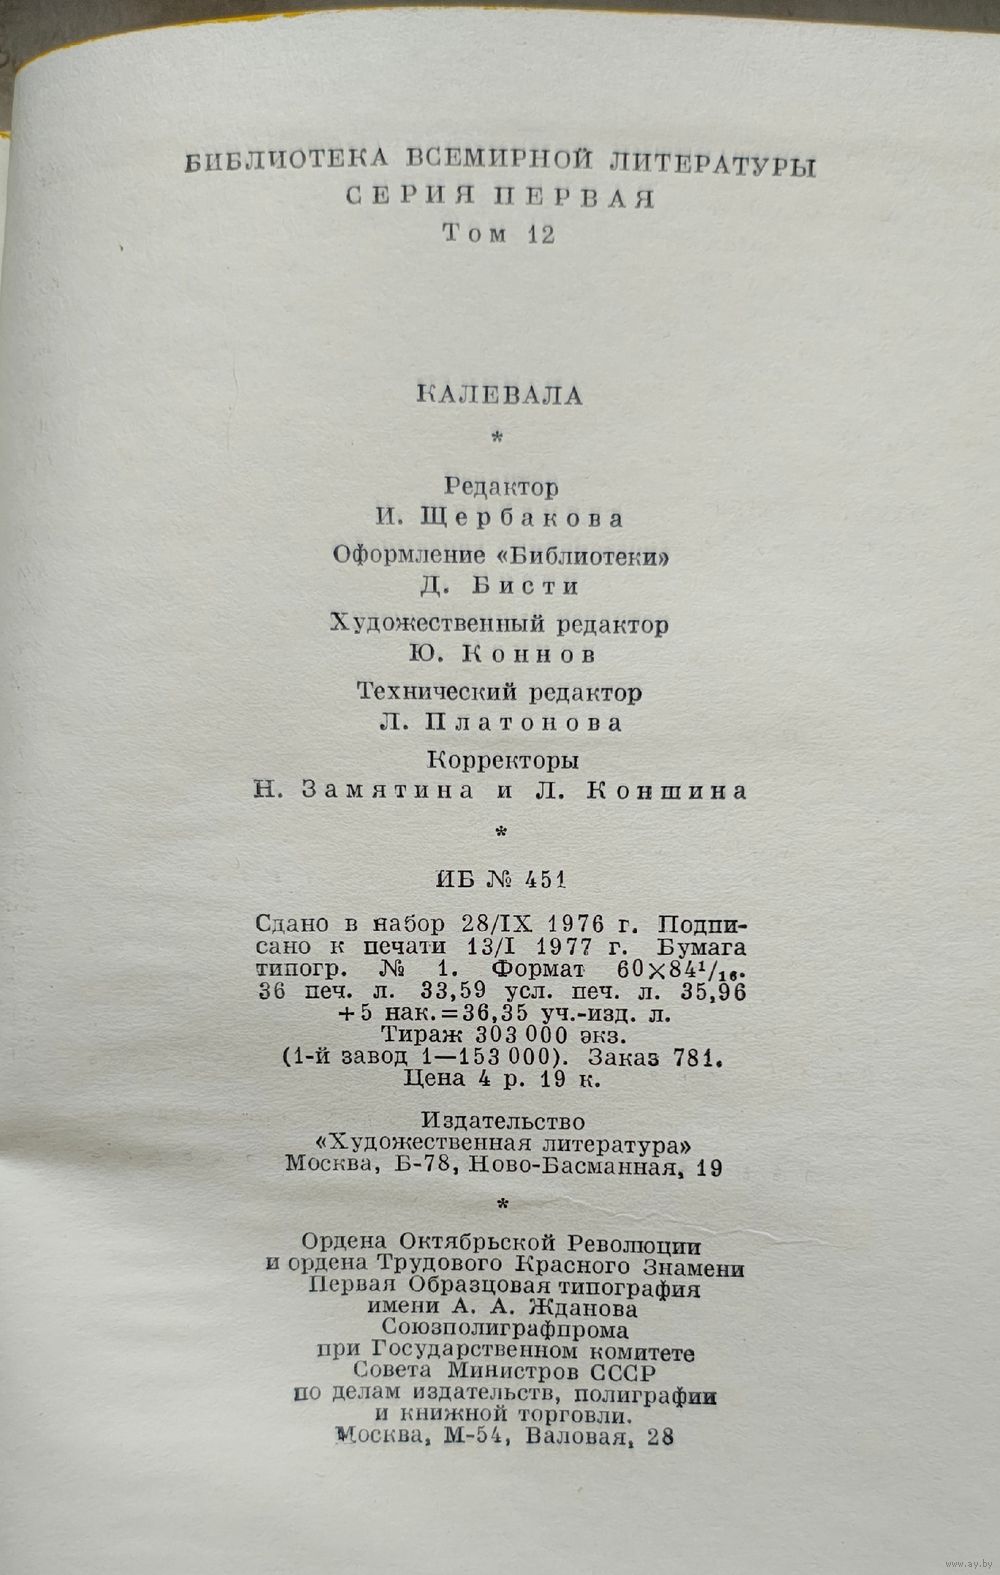 БИБЛИОТЕКА ВСЕМИРНОЙ ЛИТЕРАТУРЫ
СЕРИЯ ПЕРВАЯ
Том 12
КАЛЕВАЛА
*
Редактор
И. Щербакова
Оформление «Библиотеки»
Д. Бисти
Художественный редактор
Ю. Коннов
Технический редактор
Л. Платонова
Корректоры
Н. Замятина и Л. Коншина
*
ИБ № 451
Сдано в набор 28/IX 1976 г. Подпи-
сано к печати 13/I 1977 г. Бумага
типогр. № 1. Формат 60×84¹/₁₆.
36 печ. л. 33,59 усл. печ. л. 35,96
+5 нак.=36,35 уч.-изд. л.
Тираж 303 000 экз.
(1-й завод 1—153 000). Заказ 781.
Цена 4 р. 19 к.
Издательство
«Художественная литература»
Москва, Б-78, Ново-Басманная, 19
*
Ордена Октябрьской Революции
и ордена Трудового Красного Знамени
Первая Образцовая типография
имени А. А. Жданова
Союзполиграфпрома
при Государственном комитете
Совета Министров СССР
по делам издательств, полиграфии
и книжной торговли.
Москва, М-54, Валовая, 28
www.ay.by